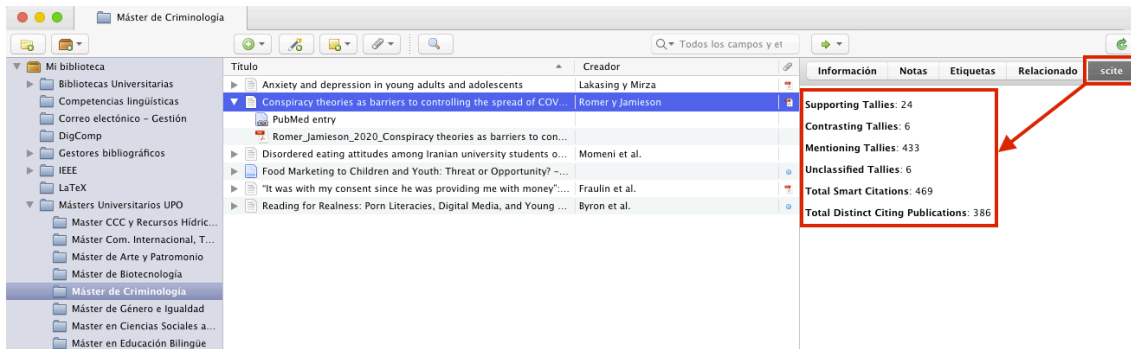 Máster de Criminología
Todos los campos y et
Mi biblioteca
Bibliotecas Universitarias
Competencias lingüísticas
Correo electónico - Gestión
DigComp
Gestores bibliográficos
IEEE
LaTeX
Másters Universitarios UPO
Master CCC y Recursos Hídric...
Máster Com. Internacional, T...
Máster de Arte y Patromonio
Máster de Biotecnología
Máster de Criminología
Máster de Género e Igualdad
Master en Ciencias Sociales a...
Máster en Educación Bilingüe
Título Creador
Anxiety and depression in young adults and adolescents Lakasing y Mirza
Conspiracy theories as barriers to controlling the spread of COV... Romer y Jamieson
PubMed entry
Romer_Jamieson_2020_Conspiracy theories as barriers to con...
Disordered eating attitudes among Iranian university students o... Momeni et al.
Food Marketing to Children and Youth: Threat or Opportunity? -...
"It was with my consent since he was providing me with money":... Fraulin et al.
Reading for Realness: Porn Literacies, Digital Media, and Young ... Byron et al.
Información Notas Etiquetas Relacionado scite
Supporting Tallies: 24
Contrasting Tallies: 6
Mentioning Tallies: 433
Unclassified Tallies: 6
Total Smart Citations: 469
Total Distinct Citing Publications: 386